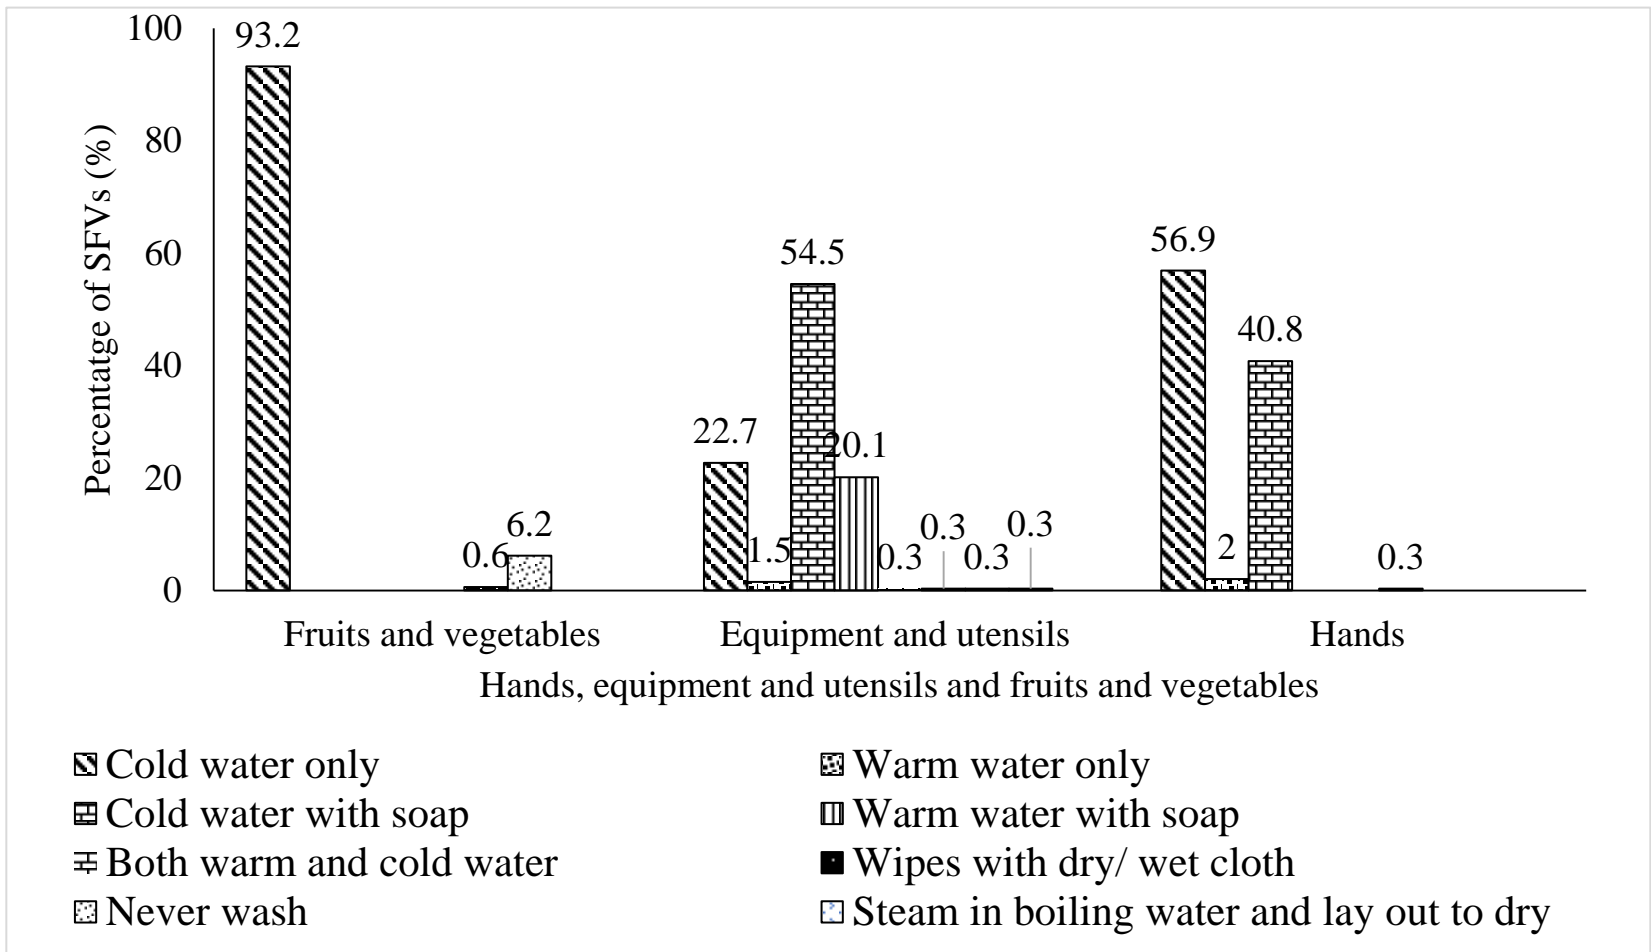 100
80
60
40
20
0
Percentatge of SFVs (%)
93.2
0.6
6.2
22.7
1.5
54.5
20.1
0.3
0.3
0.3
0.3
56.9
2
40.8
0.3
Fruits and vegetables
Equipment and utensils
Hands
Hands, equipment and utensils and fruits and vegetables
Cold water only
Warm water only
Cold water with soap
Warm water with soap
Both warm and cold water
Wipes with dry/ wet cloth
Never wash
Steam in boiling water and lay out to dry